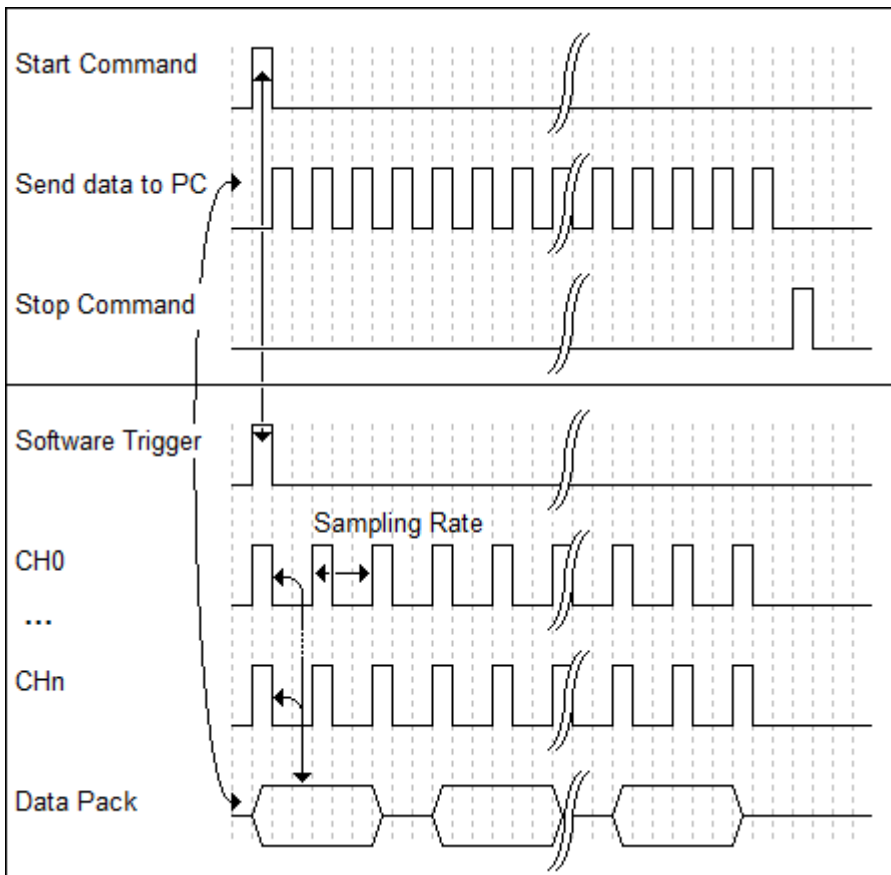 Start Command
Send data to PC
Stop Command
Software Trigger
Sampling Rate
CH0
...
CHn
Data Pack